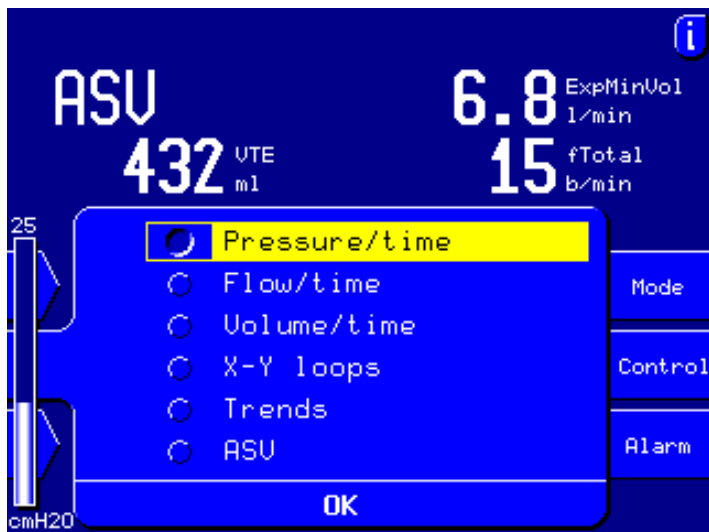 i
ASV
6.8 ExpMinVol l/min
432 VTE ml
15 fTotal b/min
25
Pressure/time
Flow/time
Volume/time
X-Y loops
Trends
ASV
OK
Mode
Control
Alarm
cmH2O